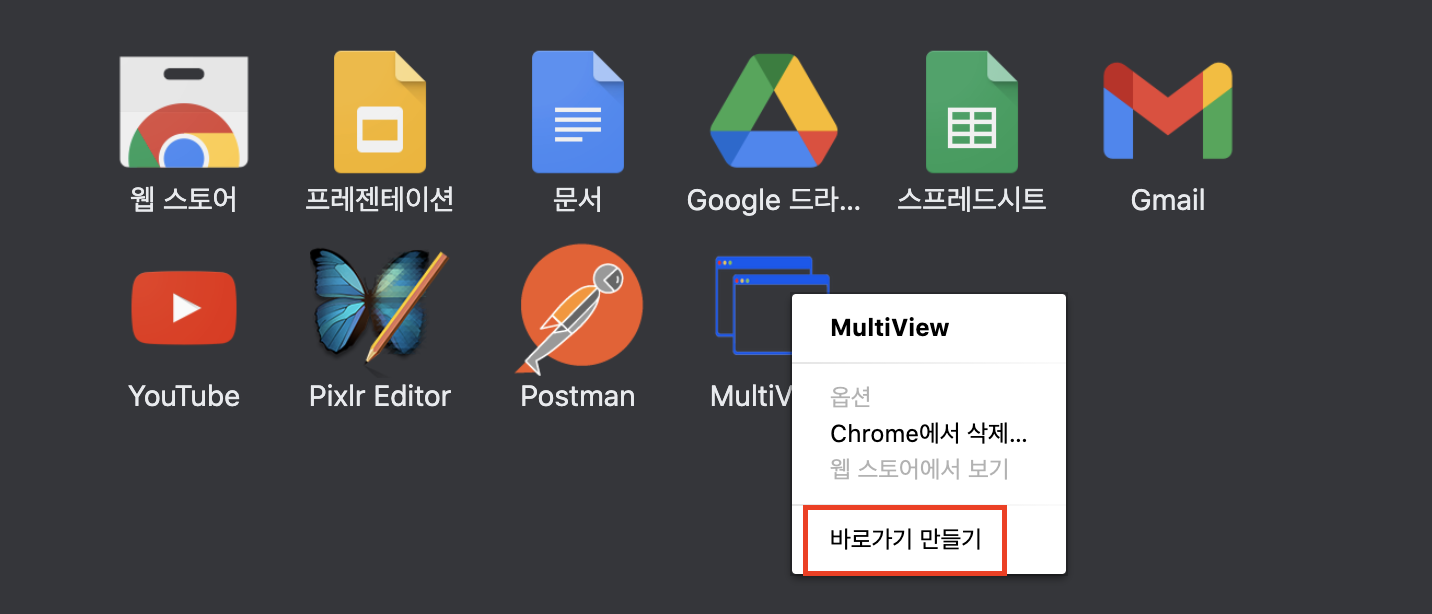 웹 스토어
프레젠테이션
문서
Google 드라...
스프레드시트
Gmail
YouTube
Pixlr Editor
Postman
MultiV
MultiView
옵션
Chrome에서 삭제...
웹 스토어에서 보기
바로가기 만들기